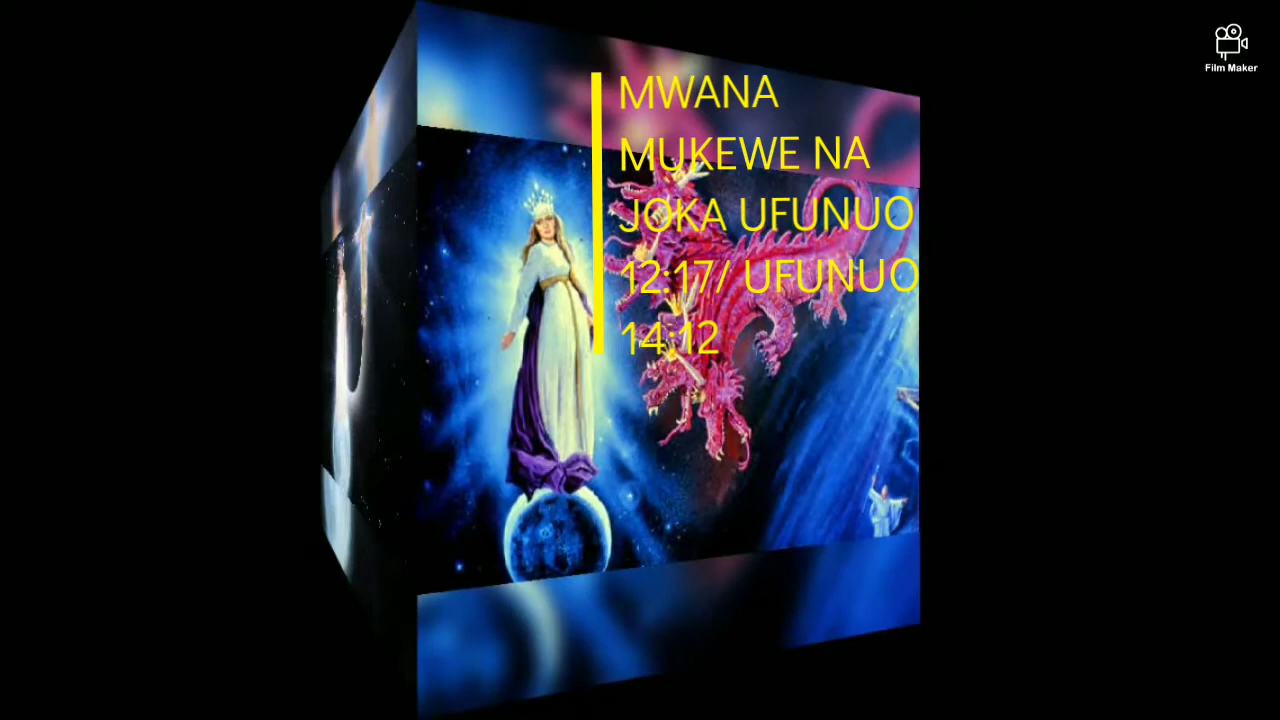 MWANA
MUKEWE NA
JOKA UFUNUO
12:17/ UFUNUO
14:12
Film Maker